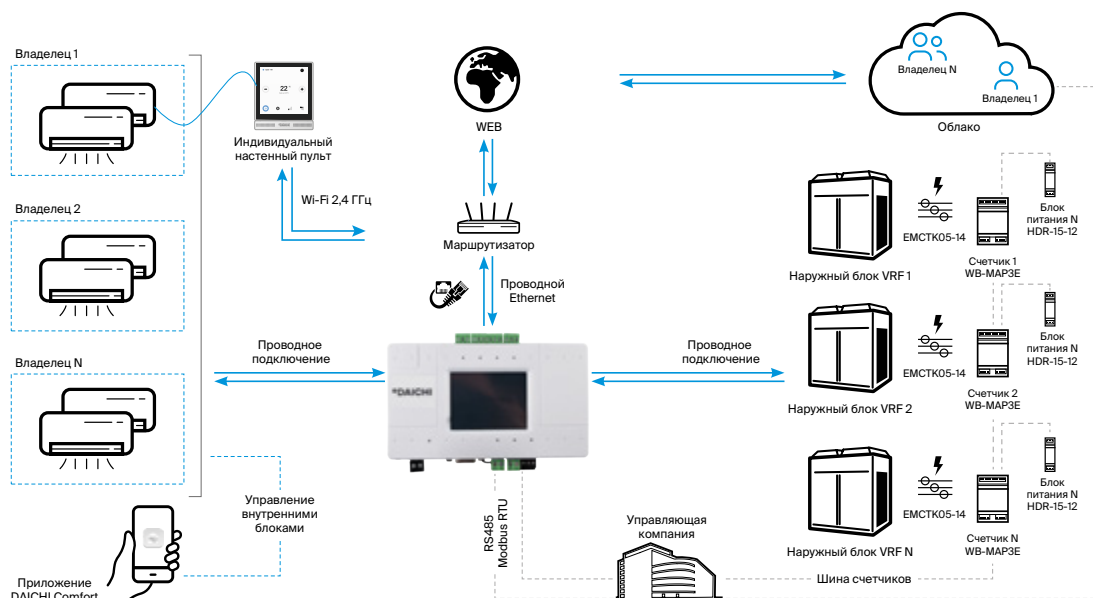 Владелец 1
Владелец 2
Владелец N
Приложение
DAICHI Comfort
Управление
внутренними
блоками
22
Индивидуальный
настенный пульт
Wi-Fi 2,4 ГГц
WEB
Маршрутизатор
Проводной
Ethernet
Проводное
подключение
DAICHI
Проводное
подключение
RS485
Modbus RTU
Управляющая
компания
Шина счетчиков
Владелец N
Владелец 1
Облако
Наружный блок VRF 1
EMCTK05-14
Счетчик 1
WB-MAP3E
Блок
питания N
HDR-15-12
Наружный блок VRF 2
EMCTK05-14
Счетчик 2
WB-MAP3E
Блок
питания N
HDR-15-12
Наружный блок VRF N
EMCTK05-14
Счетчик N
WB-MAP3E
Блок
питания N
HDR-15-12